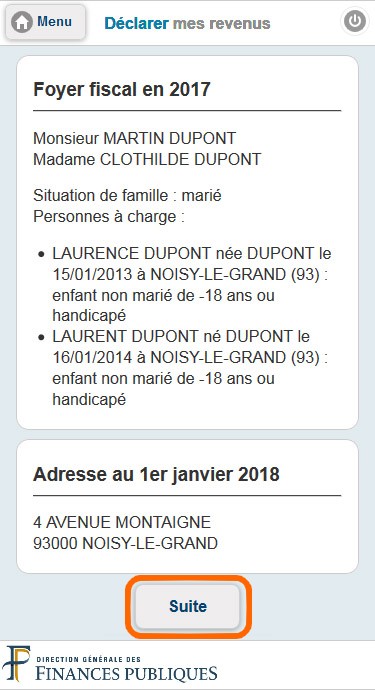 Menu
Déclarer mes revenus
Foyer fiscal en 2017
Monsieur MARTIN DUPONT
Madame CLOTHILDE DUPONT
Situation de famille : marié
Personnes à charge :
• LAURENCE DUPONT née DUPONT le
15/01/2013 à NOISY-LE-GRAND (93) :
enfant non marié de -18 ans ou
handicapé
• LAURENT DUPONT né DUPONT le
16/01/2014 à NOISY-LE-GRAND (93) :
enfant non marié de -18 ans ou
handicapé
Adresse au 1er janvier 2018
4 AVENUE MONTAIGNE
93000 NOISY-LE-GRAND
Suite
DIRECTION GÉNÉRALE DES
FINANCES PUBLIQUES